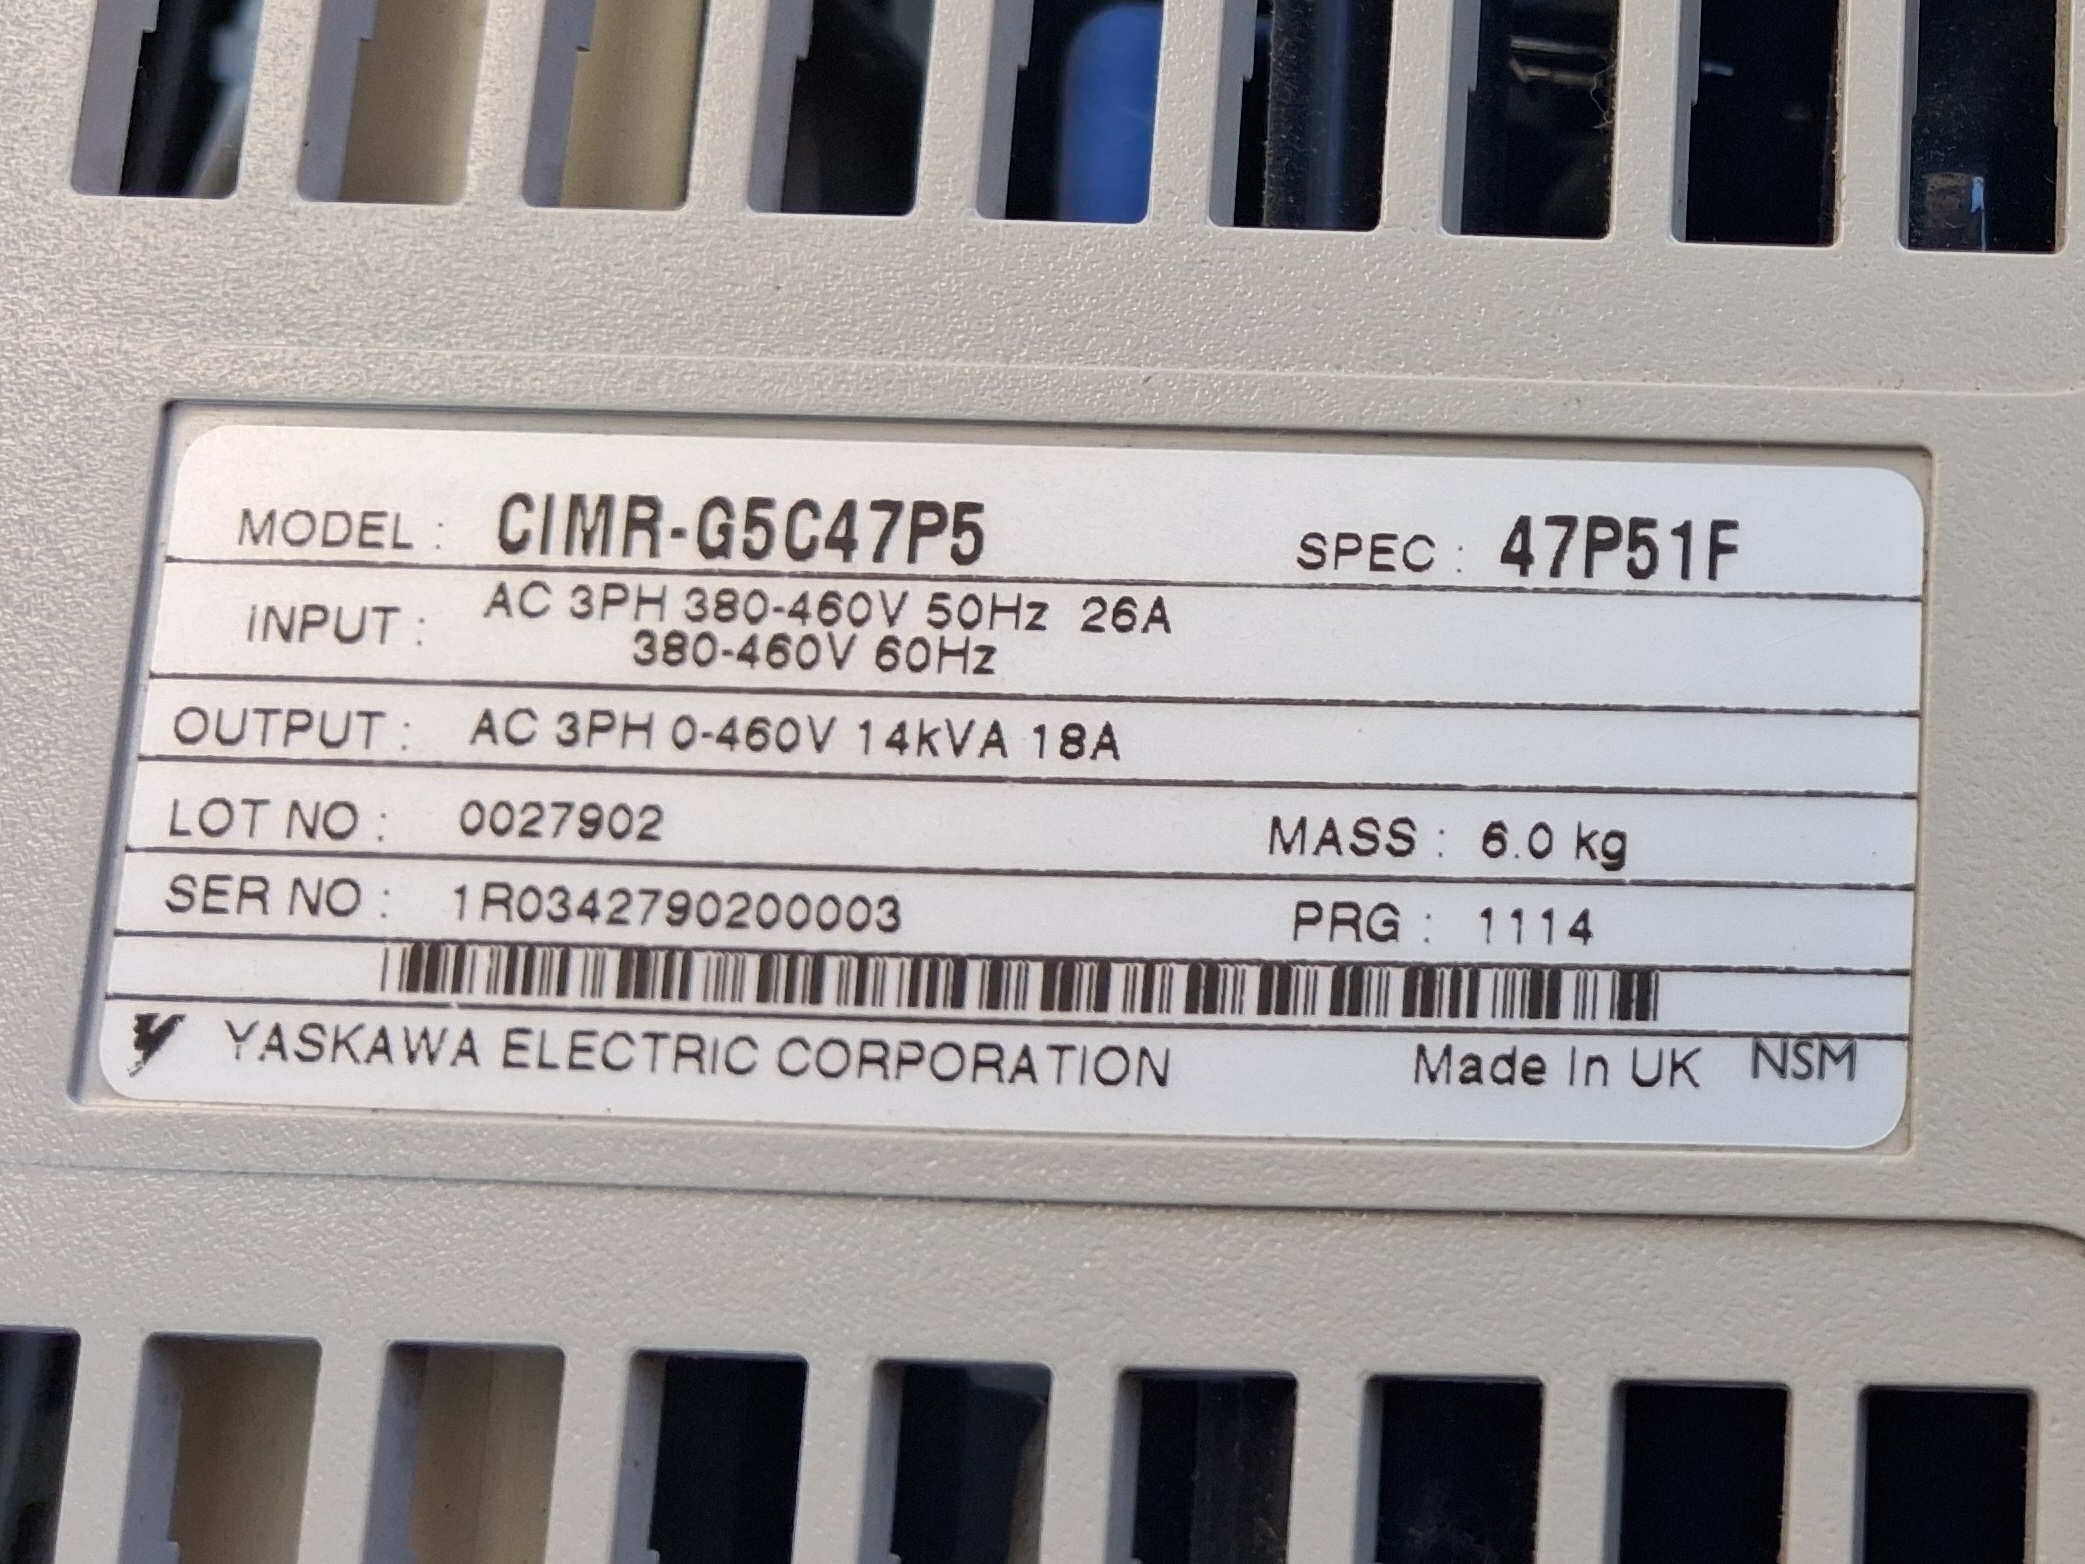 MODEL : CIMR-G5C47P5 SPEC : 47P51F
INPUT : AC 3PH 380-460V 50Hz 26A
380-460V 60Hz
OUTPUT : AC 3PH 0-460V 14kVA 18A
LOT NO : 0027902 MASS : 6.0 kg
SER NO : 1R0342790200003 PRG : 1114
YASKAWA ELECTRIC CORPORATION Made In UK NSM